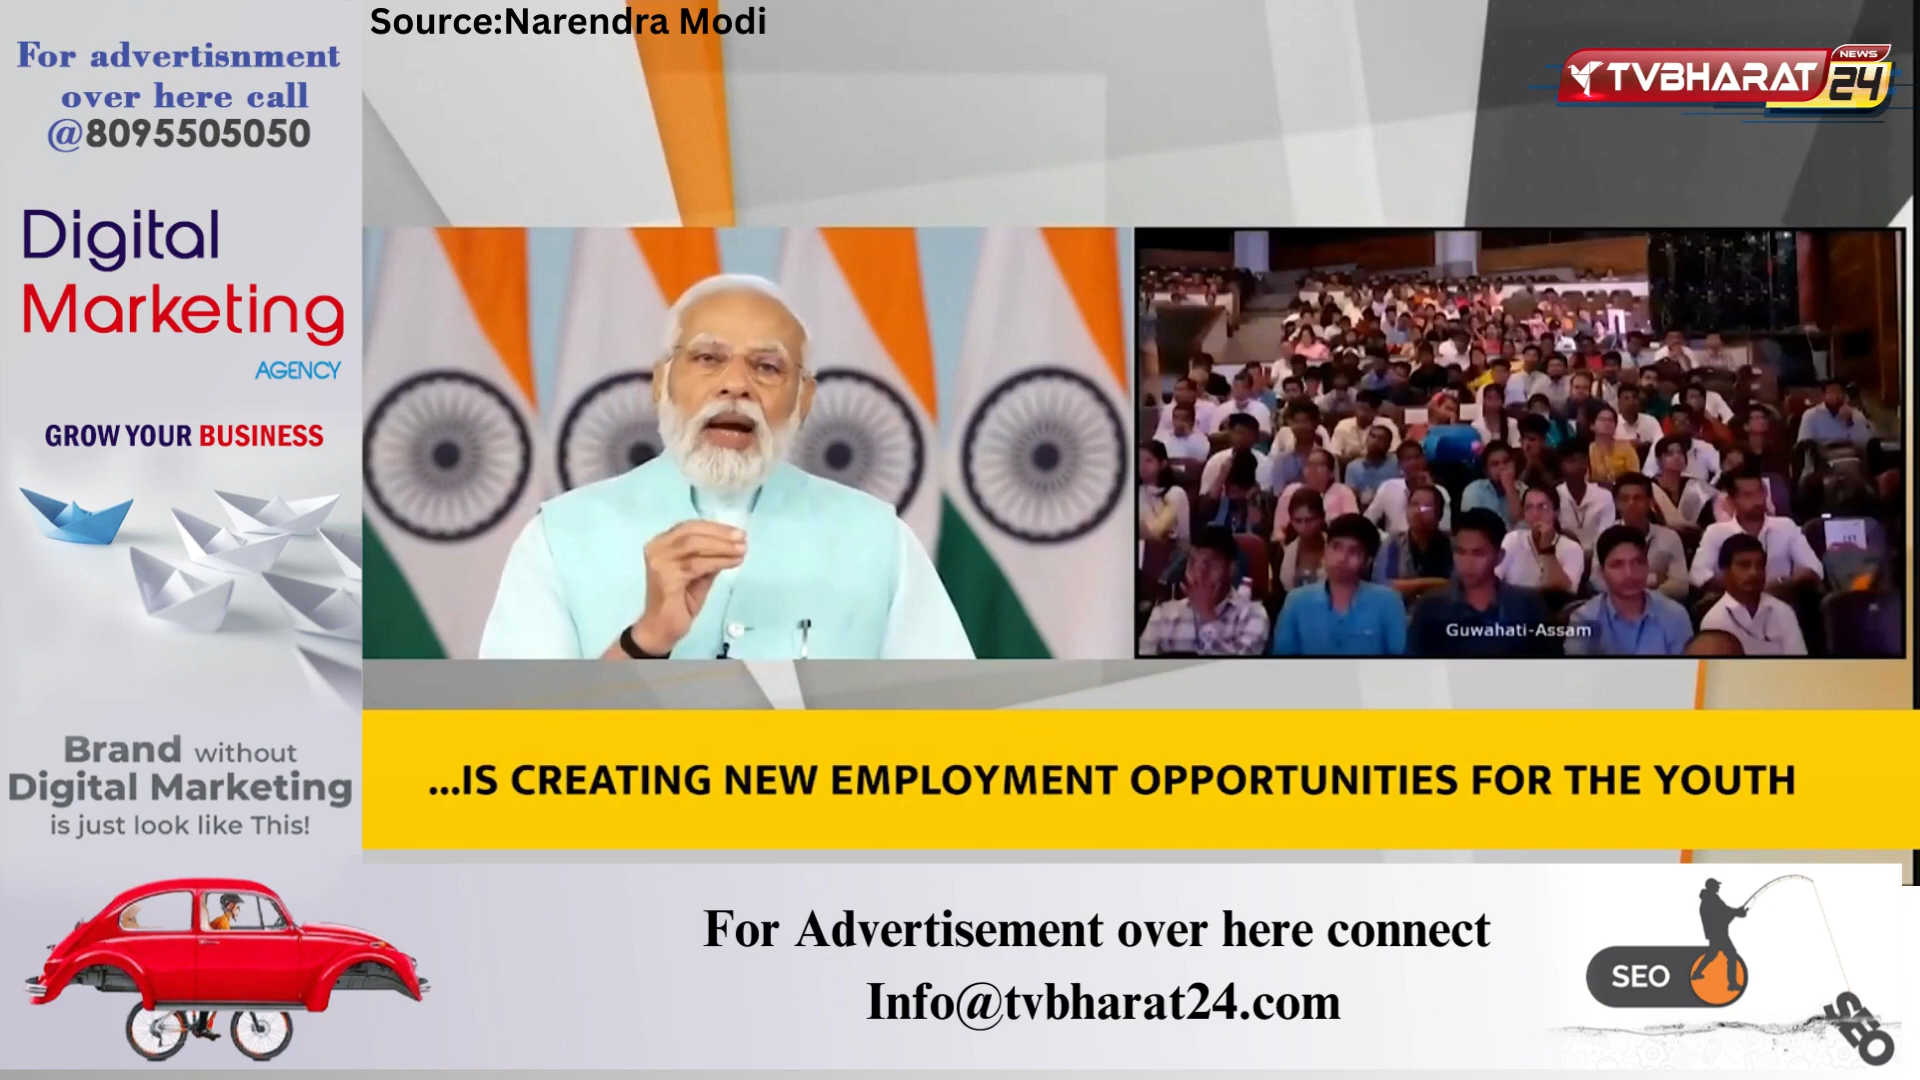 Source:Narendra Modi
For advertisnment
over here call
@8095505050
Digital
Marketing
AGENCY
GROW YOUR BUSINESS
Brand without
Digital Marketing
is just look like This!
TVBHARAT
NEWS
24
Guwahati-Assam
...IS CREATING NEW EMPLOYMENT OPPORTUNITIES FOR THE YOUTH
For Advertisement over here connect
Info@tvbharat24.com
SEO
SEO